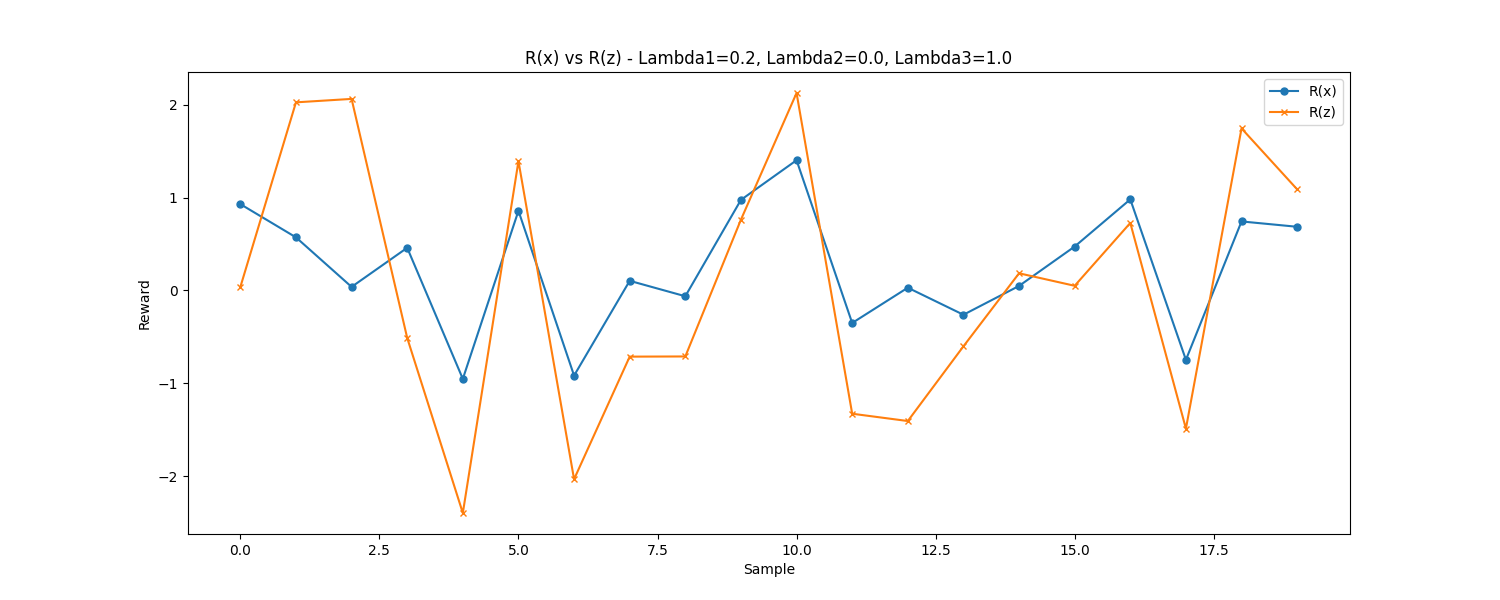 R(x) vs R(z) - Lambda1=0.2, Lambda2=0.0, Lambda3=1.0
R(x)
R(z)
2
1
0
−1
−2
Reward
0.0 2.5 5.0 7.5 10.0 12.5 15.0 17.5
Sample